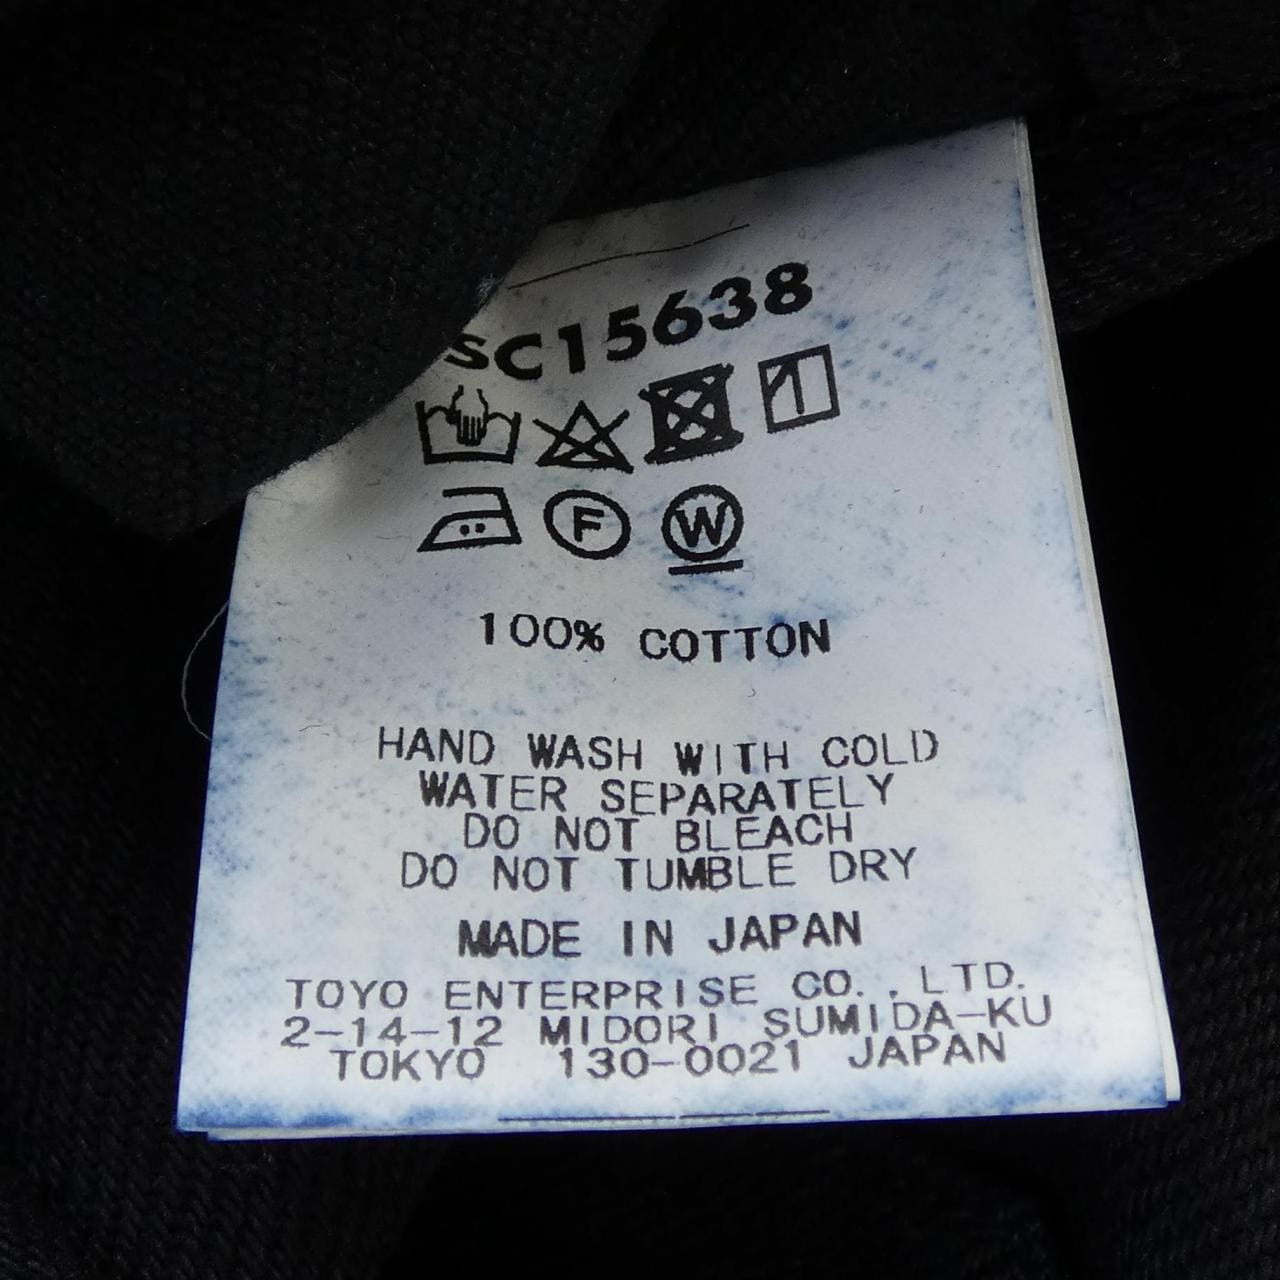 SC15638
F W
100% COTTON
HAND WASH WITH COLD
WATER SEPARATELY
DO NOT BLEACH
DO NOT TUMBLE DRY
MADE IN JAPAN
TOYO ENTERPRISE CO., LTD.
2-14-12 MIDORI SUMIDA-KU
TOKYO 130-0021 JAPAN